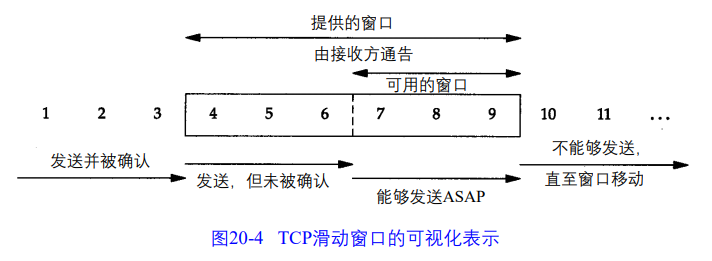 提供的窗口
由接收方通告
可用的窗口
1 2 3 4 5 6 7 8 9 10 11 ...
发送并被确认
发送，但未被确认
能够发送ASAP
不能够发送，
直至窗口移动
图20-4 TCP滑动窗口的可视化表示